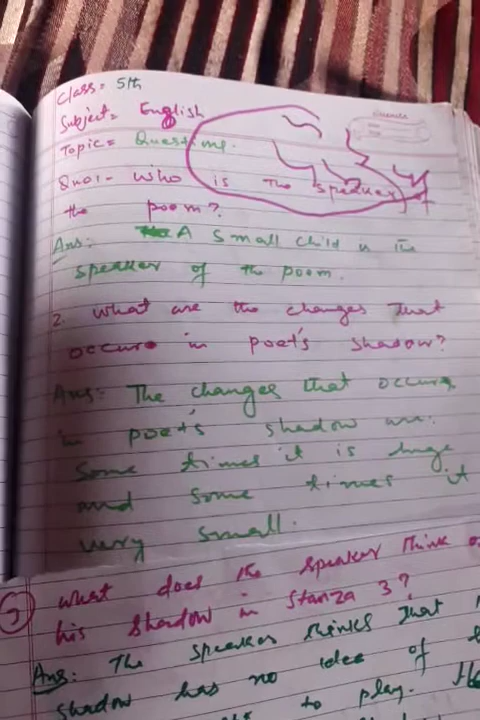 Class = 5th
Subject = English
Topic = Questions.
Qno1 - Who is the speaker of
the poem?
Ans: A small child is the
speaker of the poem.
2. What are the changes that
occurs in poet's shadow?
Ans: The changes that occurs
in poet's shadow are:
Some times it is huge
and some times it
very small.
5 What does the speaker think
his shadow in Stanza 3?
Ans: The speaker thinks that
shadow has no idea of
to play.